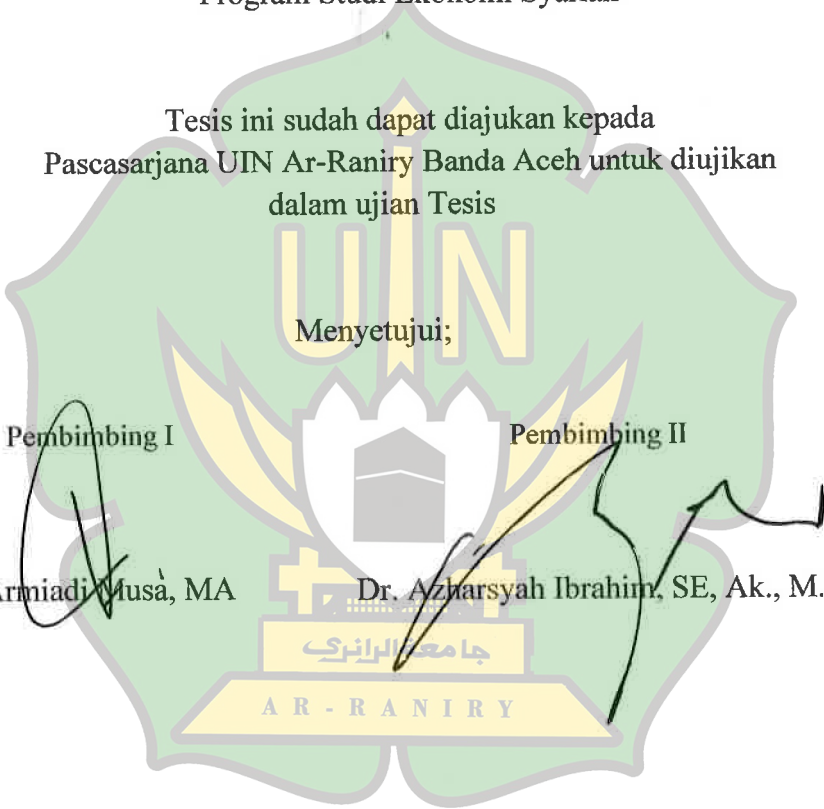 Program Studi Ekonomi Syariah
Tesis ini sudah dapat diajukan kepada
Pascasarjana UIN Ar-Raniry Banda Aceh untuk diujikan
dalam ujian Tesis
UIN
Menyetujui;
Pembimbing I Pembimbing II
Armiadi Musa, MA Dr. Azharsyah Ibrahim, SE, Ak., M.
جامعة الرانري
AR-RANIRY